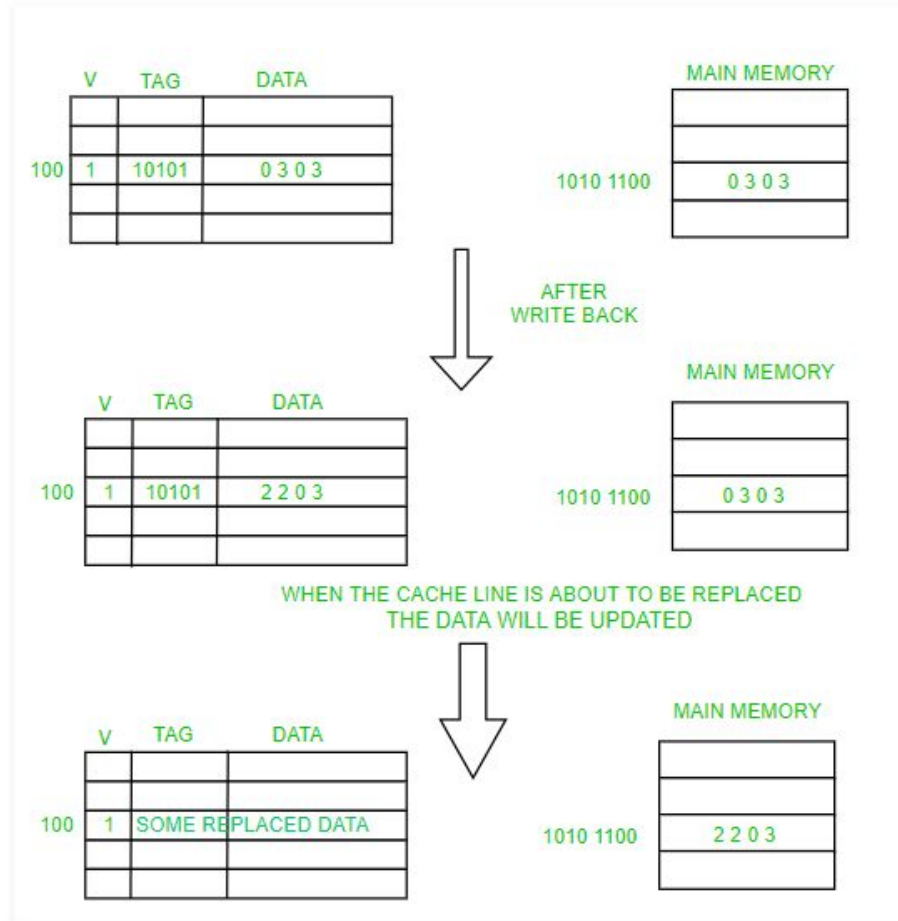 V TAG DATA MAIN MEMORY
100 1 10101 0 3 0 3 1010 1100 0 3 0 3
AFTER
WRITE BACK
V TAG DATA MAIN MEMORY
100 1 10101 2 2 0 3 1010 1100 0 3 0 3
WHEN THE CACHE LINE IS ABOUT TO BE REPLACED
THE DATA WILL BE UPDATED
V TAG DATA MAIN MEMORY
100 1 SOME REPLACED DATA 1010 1100 2 2 0 3